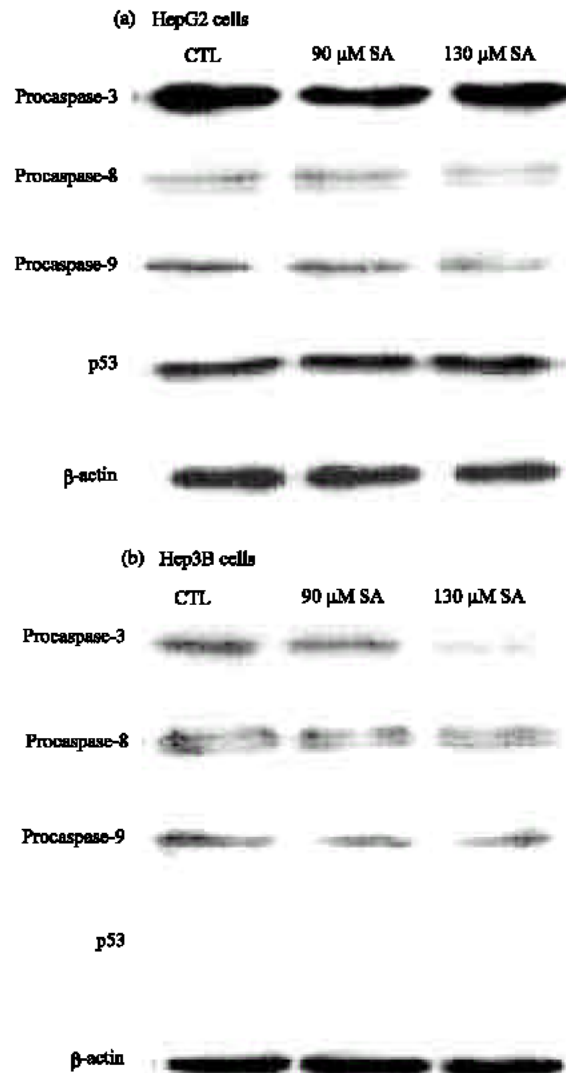 (a) HepG2 cells
CTL 90 µM SA 130 µM SA
Procaspase-3
Procaspase-8
Procaspase-9
p53
β-actin
(b) Hep3B cells
CTL 90 µM SA 130 µM SA
Procaspase-3
Procaspase-8
Procaspase-9
p53
β-actin